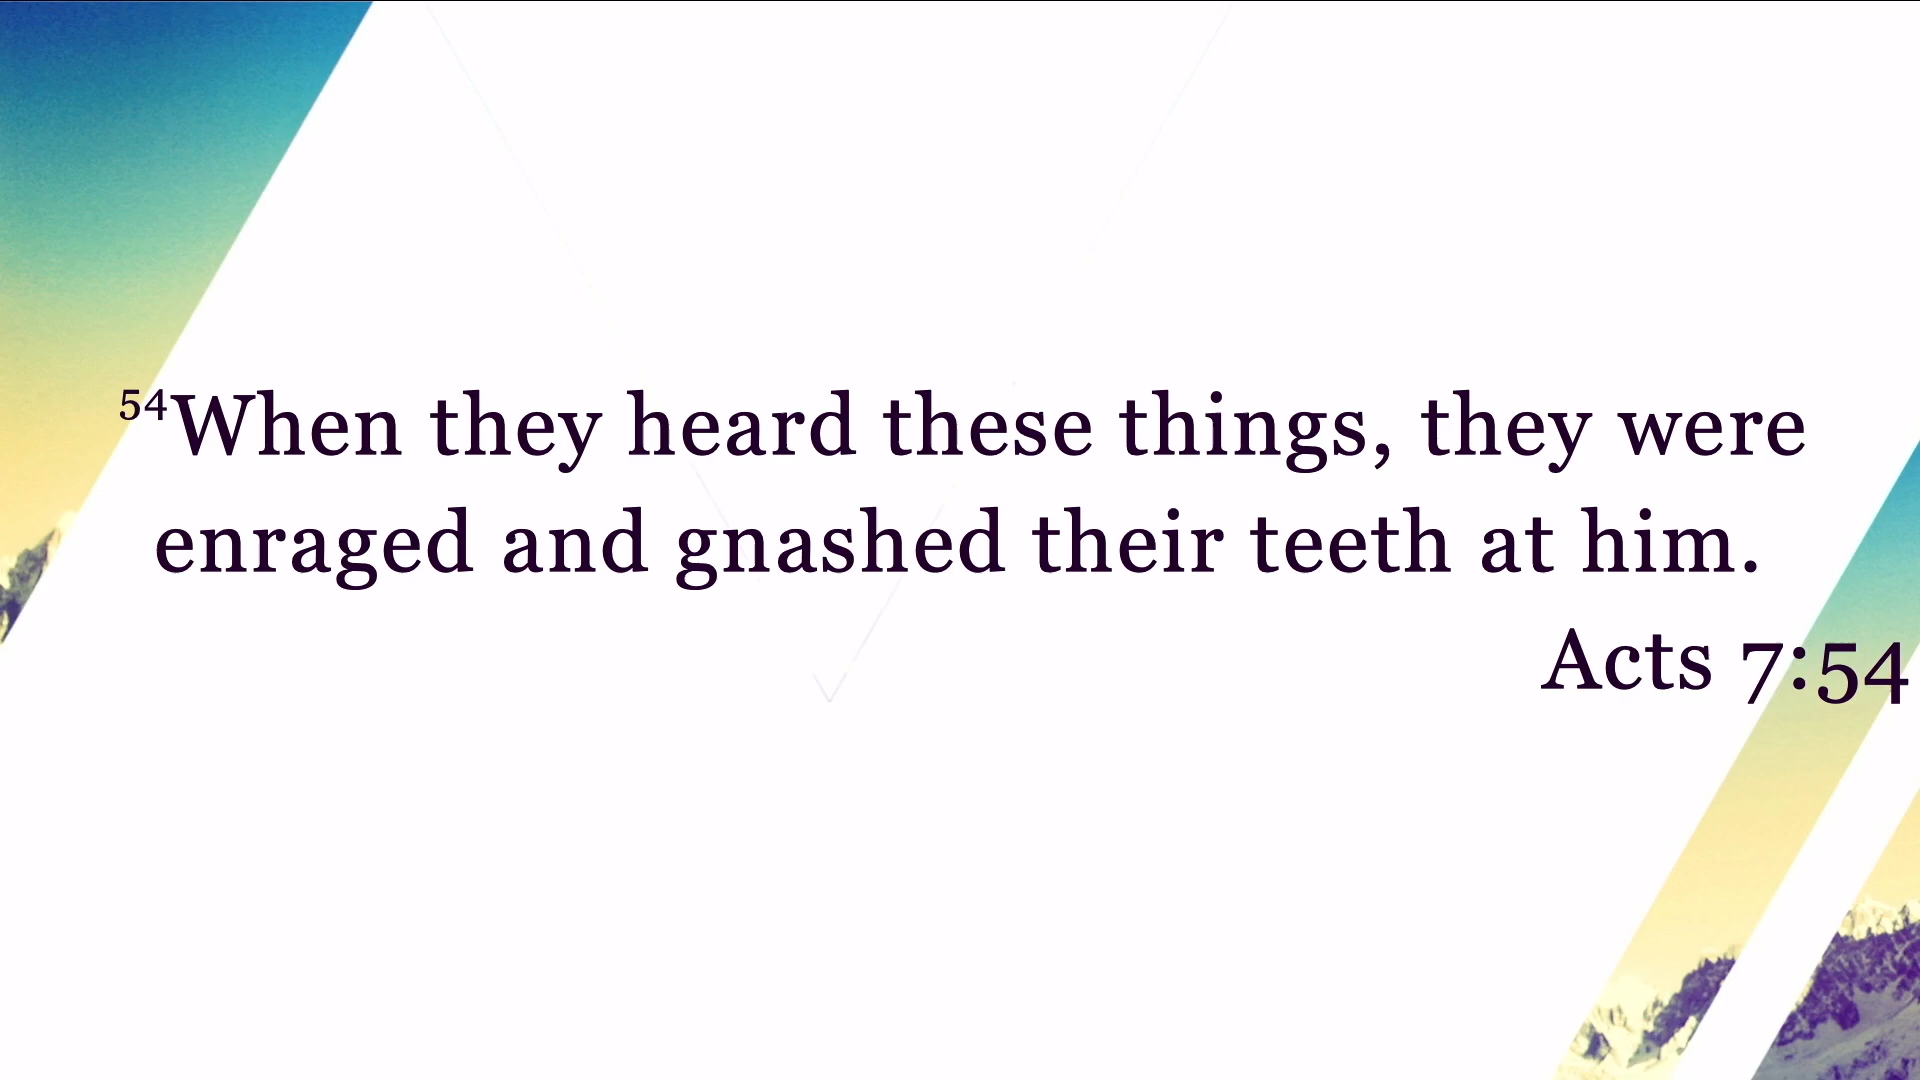 ⁵⁴When they heard these things, they were
enraged and gnashed their teeth at him.
Acts 7:54